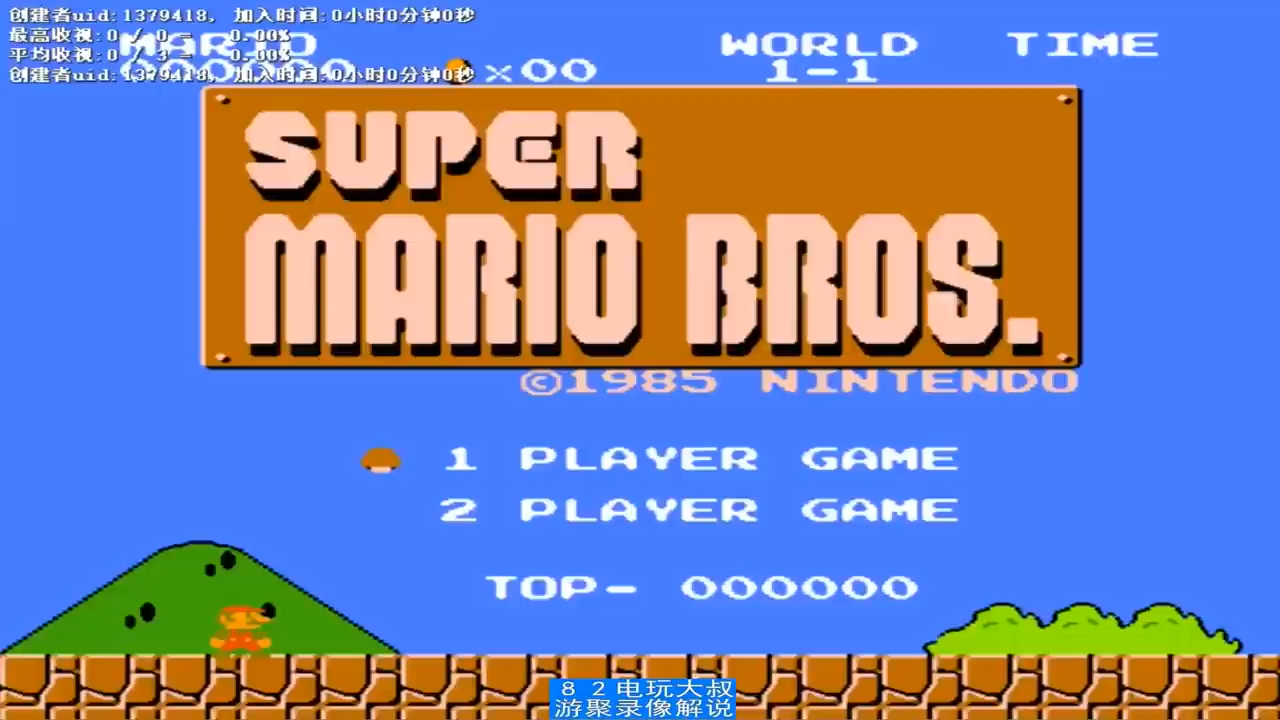 创建者uid:1379418, 加入时间:0小时0分钟0秒
最高收视:0 / 0 = 0.00%
平均收视:0 / 3 = 0.00%
创建者uid:1379418, 加入时间:0小时0分钟0秒
MARIO WORLD TIME
000000 ×00 1-1
SUPER
MARIO BROS.
©1985 NINTENDO
1 PLAYER GAME
2 PLAYER GAME
TOP- 000000
８２电玩大叔
游聚录像解说